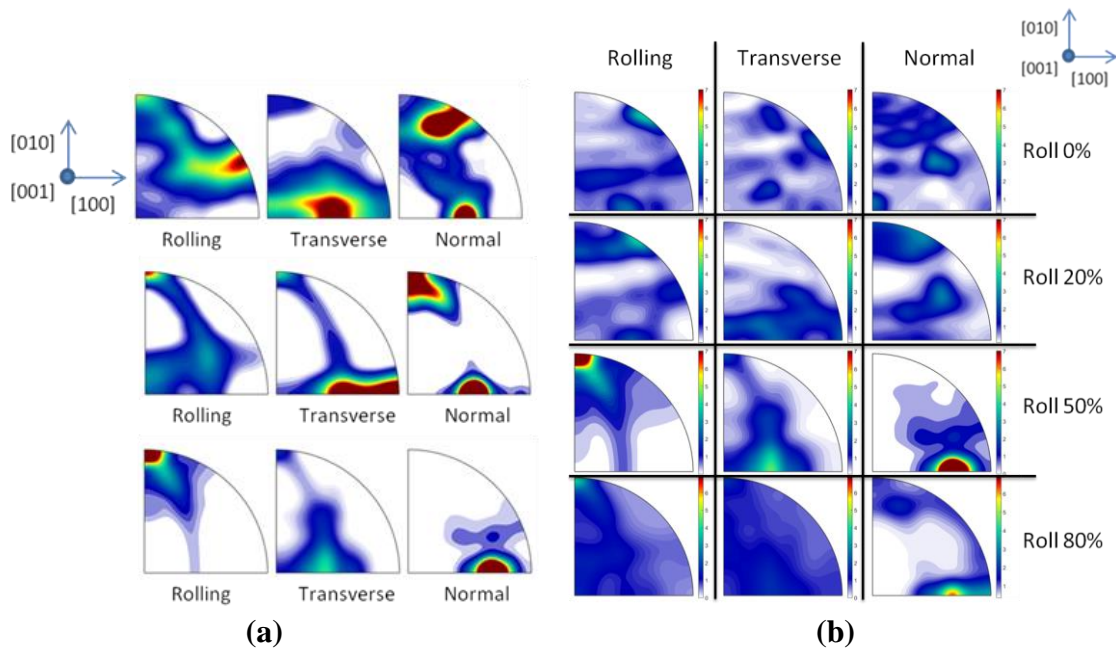 [010]
[001]
[100]
Rolling Transverse Normal
Rolling Transverse Normal
Rolling Transverse Normal
(a)
[010]
[001]
[100]
Rolling Transverse Normal
Roll 0%
Roll 20%
Roll 50%
Roll 80%
(b)